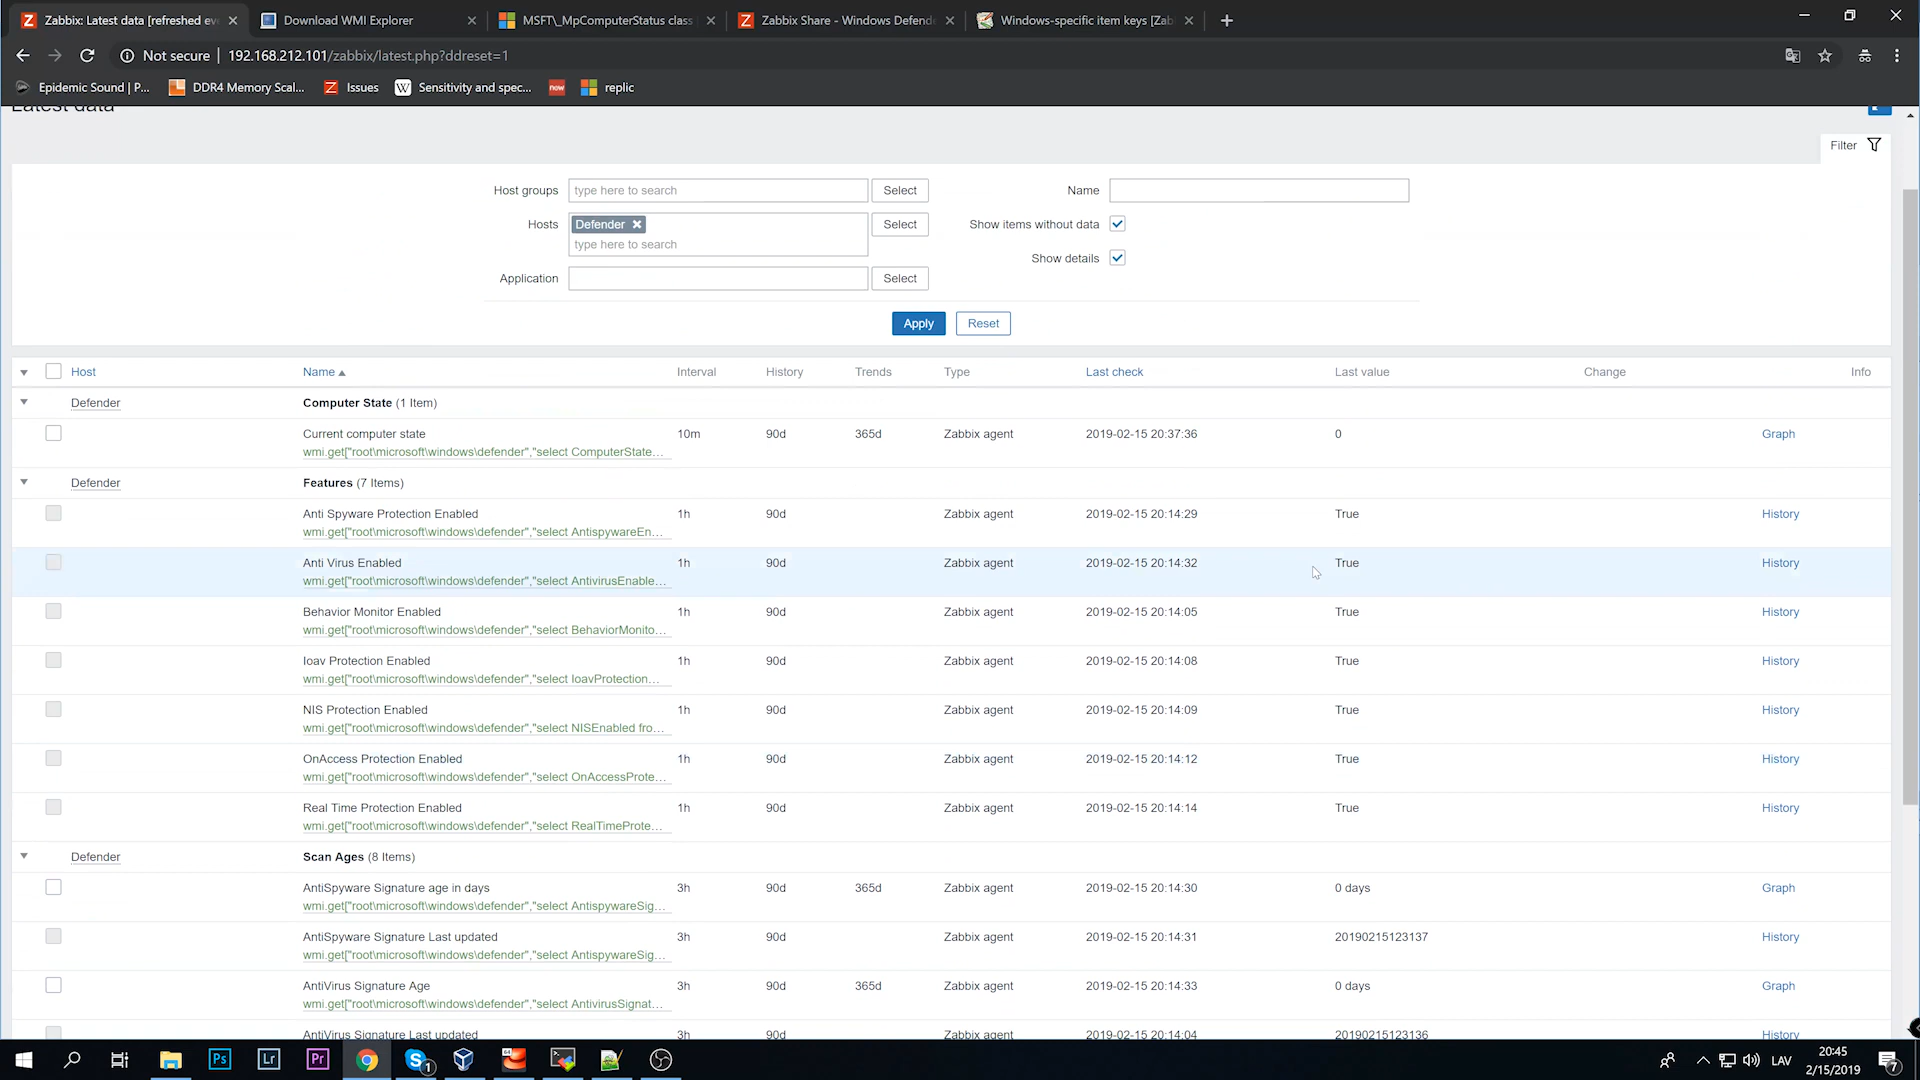 Zabbix: Latest data [refreshed eve
Download WMI Explorer
MSFT\_MpComputerStatus class
Zabbix Share - Windows Defende
Windows-specific item keys [Zab
Not secure
192.168.212.101/zabbix/latest.php?ddreset=1
Epidemic Sound | P...
DDR4 Memory Scal...
Issues
Sensitivity and spec...
now
replic
Latest data
Filter
Host groups
type here to search
Select
Name
Hosts
Defender
type here to search
Select
Show items without data
Show details
Application
Select
Apply
Reset
Host
Name
Interval
History
Trends
Type
Last check
Last value
Change
Info
Defender
Computer State (1 Item)
Current computer state
10m
90d
365d
Zabbix agent
2019-02-15 20:37:36
0
Graph
wmi.get["root\microsoft\windows\defender","select ComputerState...
Defender
Features (7 Items)
Anti Spyware Protection Enabled
1h
90d
Zabbix agent
2019-02-15 20:14:29
True
History
wmi.get["root\microsoft\windows\defender","select AntispywareEn...
Anti Virus Enabled
1h
90d
Zabbix agent
2019-02-15 20:14:32
True
History
wmi.get["root\microsoft\windows\defender","select AntivirusEnable...
Behavior Monitor Enabled
1h
90d
Zabbix agent
2019-02-15 20:14:05
True
History
wmi.get["root\microsoft\windows\defender","select BehaviorMonito...
Ioav Protection Enabled
1h
90d
Zabbix agent
2019-02-15 20:14:08
True
History
wmi.get["root\microsoft\windows\defender","select IoavProtection...
NIS Protection Enabled
1h
90d
Zabbix agent
2019-02-15 20:14:09
True
History
wmi.get["root\microsoft\windows\defender","select NISEnabled fro...
OnAccess Protection Enabled
1h
90d
Zabbix agent
2019-02-15 20:14:12
True
History
wmi.get["root\microsoft\windows\defender","select OnAccessProte...
Real Time Protection Enabled
1h
90d
Zabbix agent
2019-02-15 20:14:14
True
History
wmi.get["root\microsoft\windows\defender","select RealTimeProte...
Defender
Scan Ages (8 Items)
AntiSpyware Signature age in days
3h
90d
365d
Zabbix agent
2019-02-15 20:14:30
0 days
Graph
wmi.get["root\microsoft\windows\defender","select AntispywareSig...
AntiSpyware Signature Last updated
3h
90d
Zabbix agent
2019-02-15 20:14:31
20190215123137
History
wmi.get["root\microsoft\windows\defender","select AntispywareSig...
AntiVirus Signature Age
3h
90d
365d
Zabbix agent
2019-02-15 20:14:33
0 days
Graph
wmi.get["root\microsoft\windows\defender","select AntivirusSignat...
AntiVirus Signature Last updated
3h
90d
Zabbix agent
2019-02-15 20:14:04
20190215123136
History
Ps
Lr
Pr
1
64
LAV
20:45
2/15/2019
7